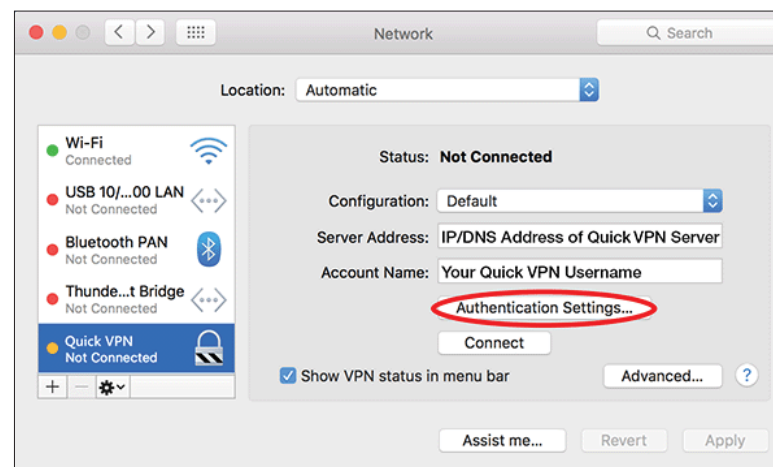 Network
Search
Location: Automatic
Wi-Fi
Connected
USB 10/...00 LAN
Not Connected
Bluetooth PAN
Not Connected
Thunde...t Bridge
Not Connected
Quick VPN
Not Connected
+ −
Status: Not Connected
Configuration: Default
Server Address: IP/DNS Address of Quick VPN Server
Account Name: Your Quick VPN Username
Authentication Settings...
Connect
Show VPN status in menu bar
Advanced... ?
Assist me... Revert Apply